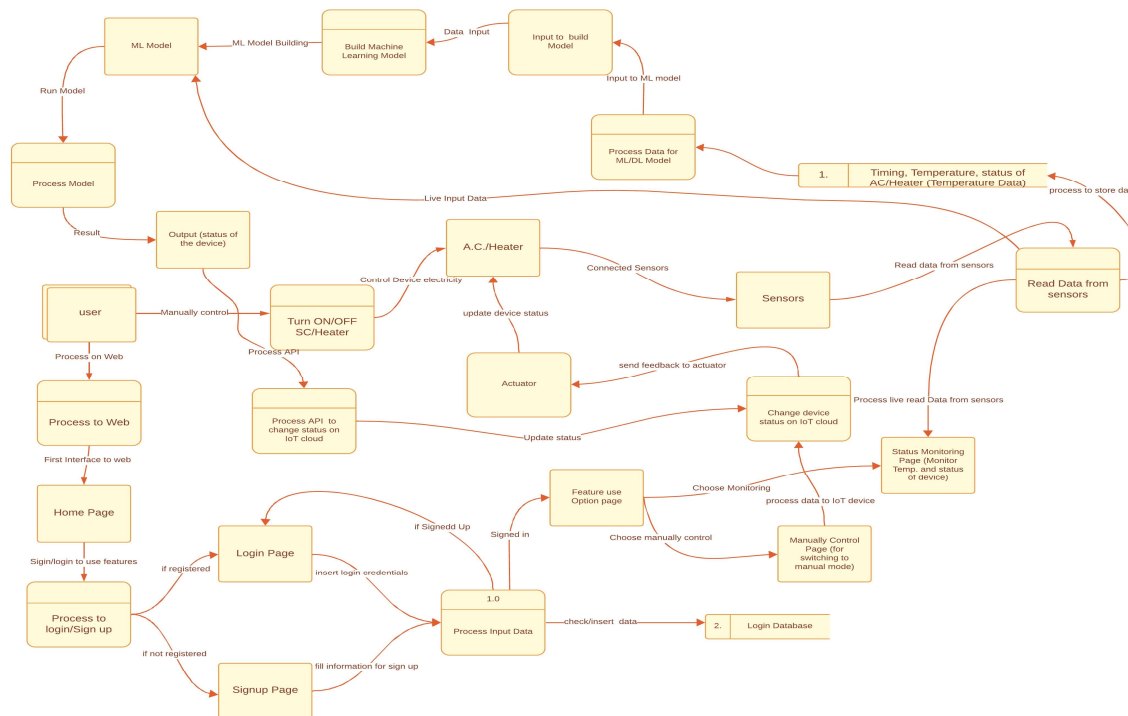 ML Model
ML Model Building
Build Machine
Learning Model
Data Input
Input to build
Model
Input to ML model
Run Model
Process Data for
ML/DL Model
1.
Timing, Temperature, status of
AC/Heater (Temperature Data)
process to store da
Process Model
Live Input Data
Result
Output (status of
the device)
A.C./Heater
Connected Sensors
Read data from sensors
Control Device electricity
Sensors
Read Data from
sensors
user
Manually control
Turn ON/OFF
SC/Heater
update device status
Process on Web
Process API
send feedback to actuator
Actuator
Process to Web
Process API to
change status on
IoT cloud
Update status
Change device
status on IoT cloud
Process live read Data from sensors
First Interface to web
Status Monitoring
Page (Monitor
Temp. and status
of device)
Home Page
Feature use
Option page
Choose Monitoring
process data to IoT device
if Signedd Up
Signed in
Choose manually control
Manually Control
Page (for
switching to
manual mode)
Login Page
Sigin/login to use features
if registered
insert login credentials
Process to
login/Sign up
1.0
Process Input Data
check/insert data
2.
Login Database
if not registered
fill information for sign up
Signup Page